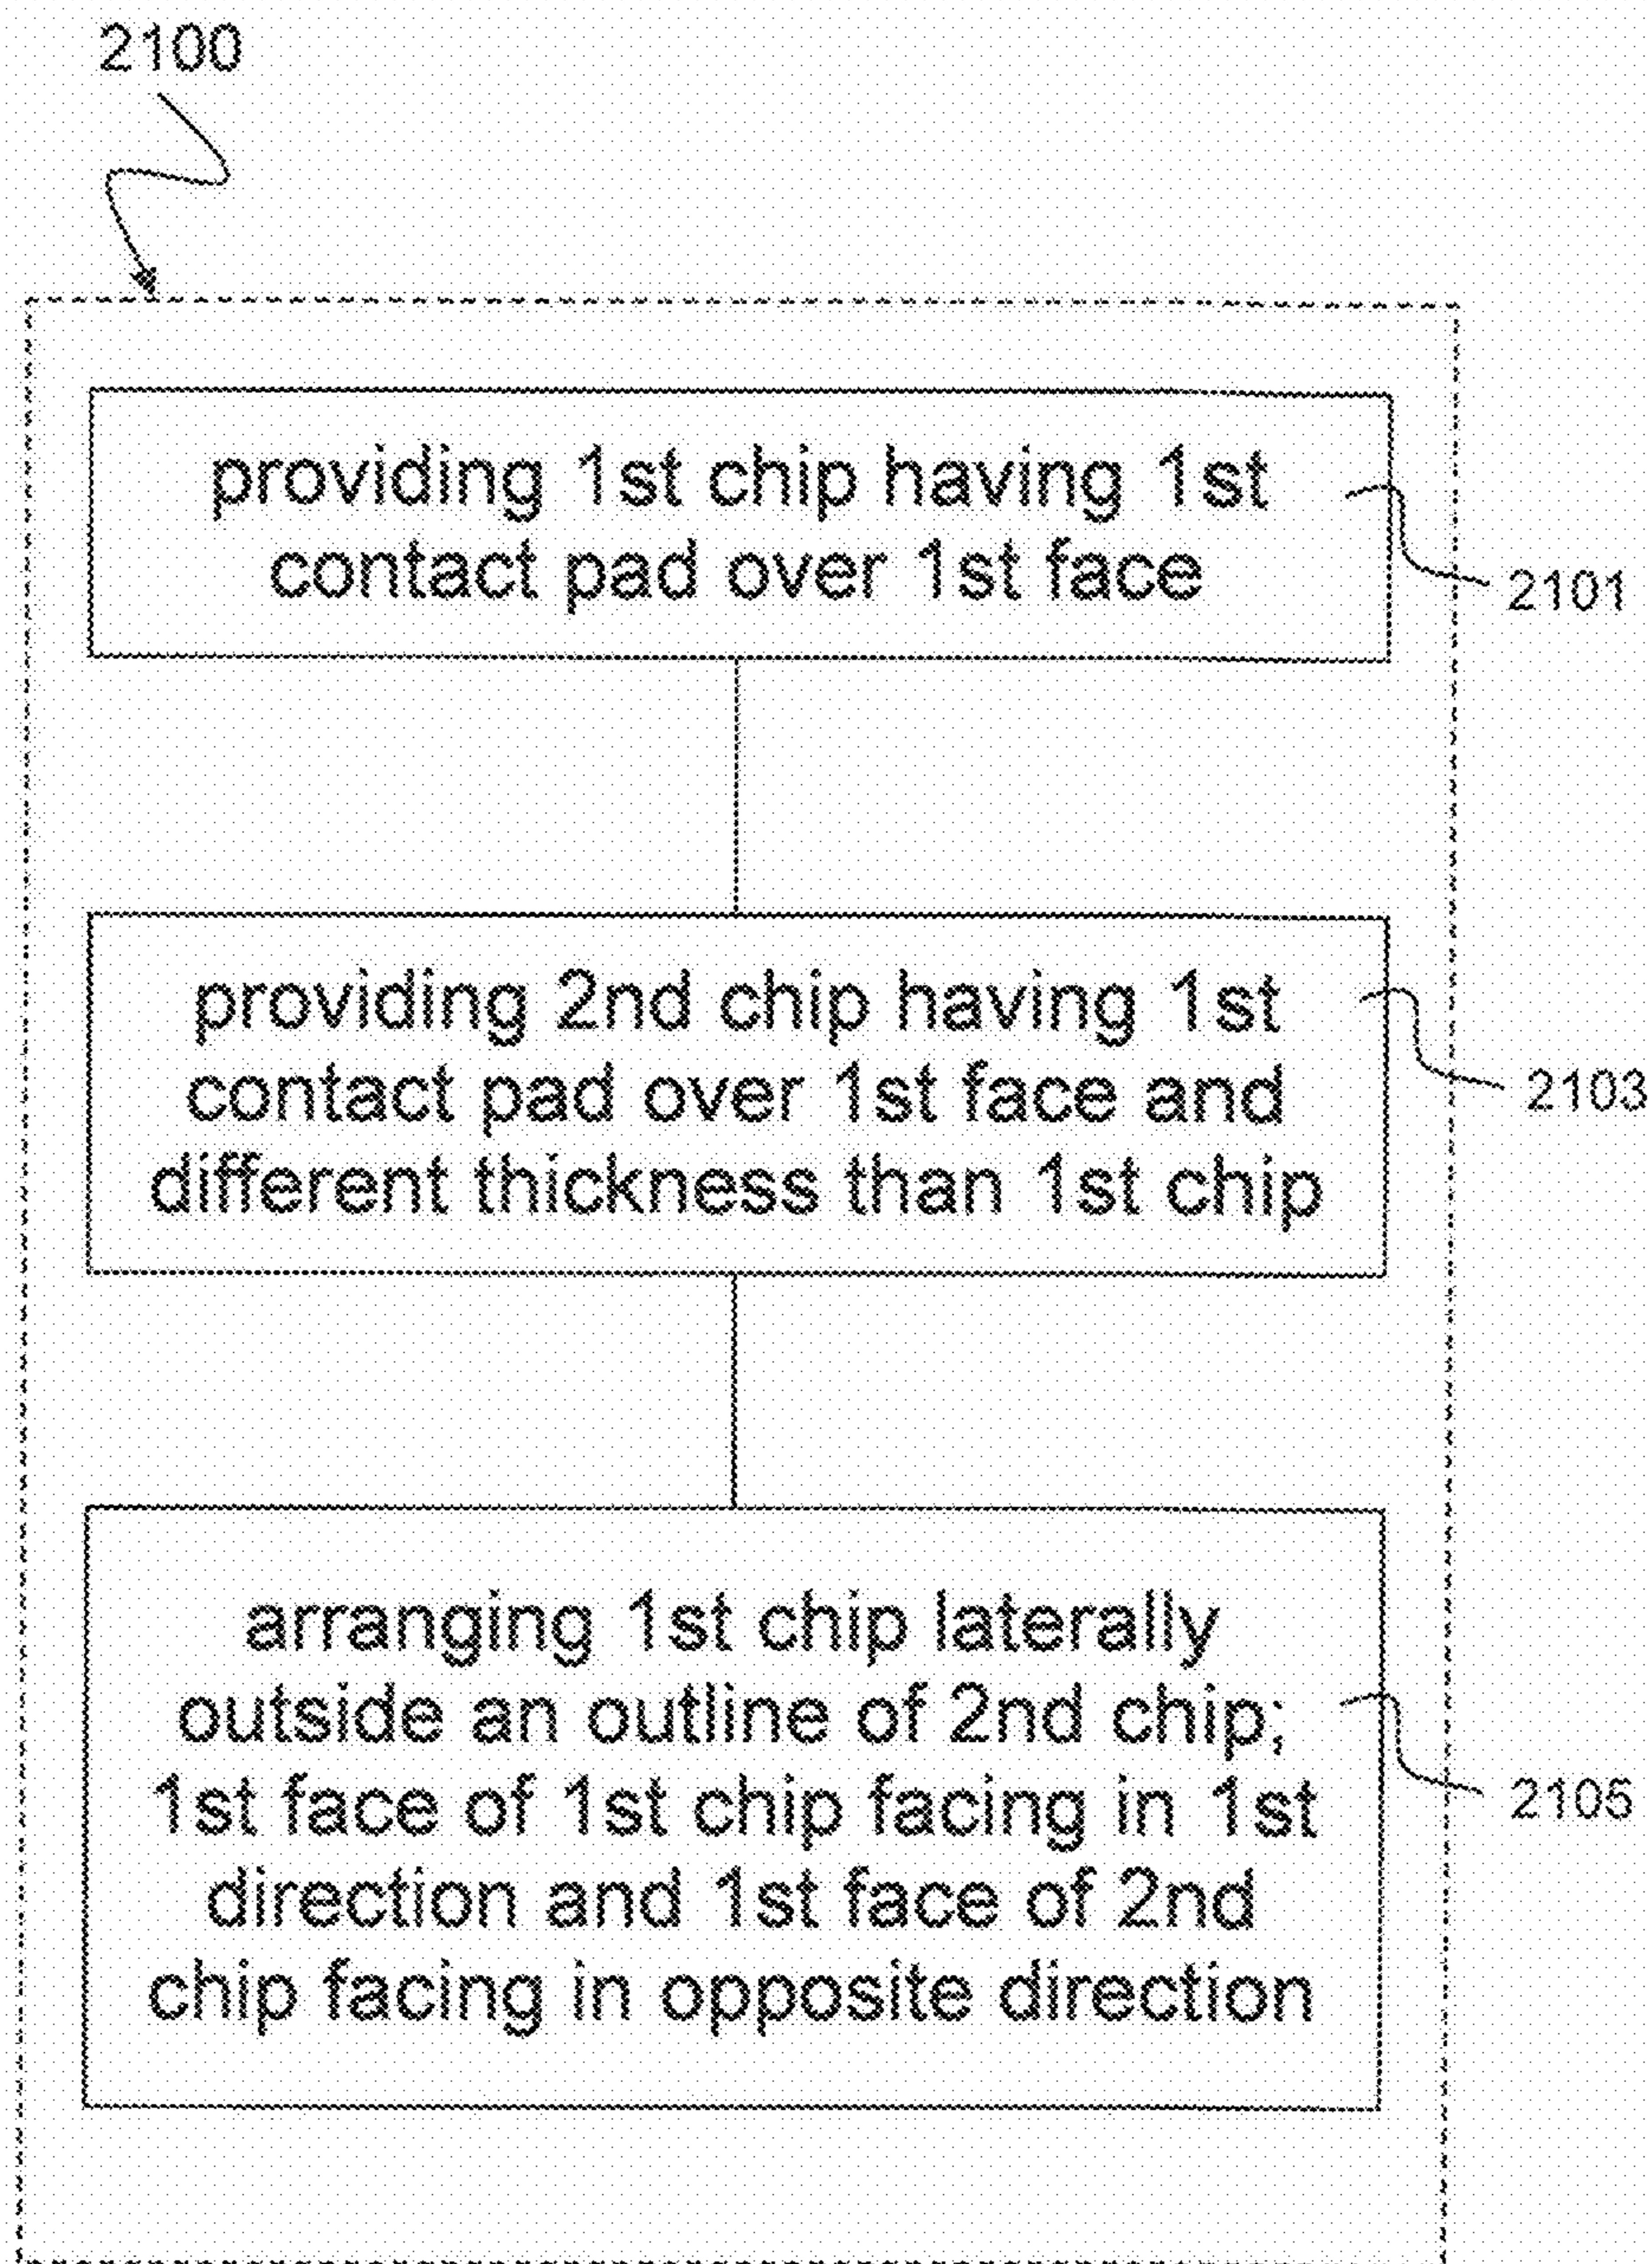 2100
providing 1st chip having 1st
contact pad over 1st face
2101
providing 2nd chip having 1st
contact pad over 1st face and
different thickness than 1st chip
2103
arranging 1st chip laterally
outside an outline of 2nd chip;
1st face of 1st chip facing in 1st
direction and 1st face of 2nd
chip facing in opposite direction
2105